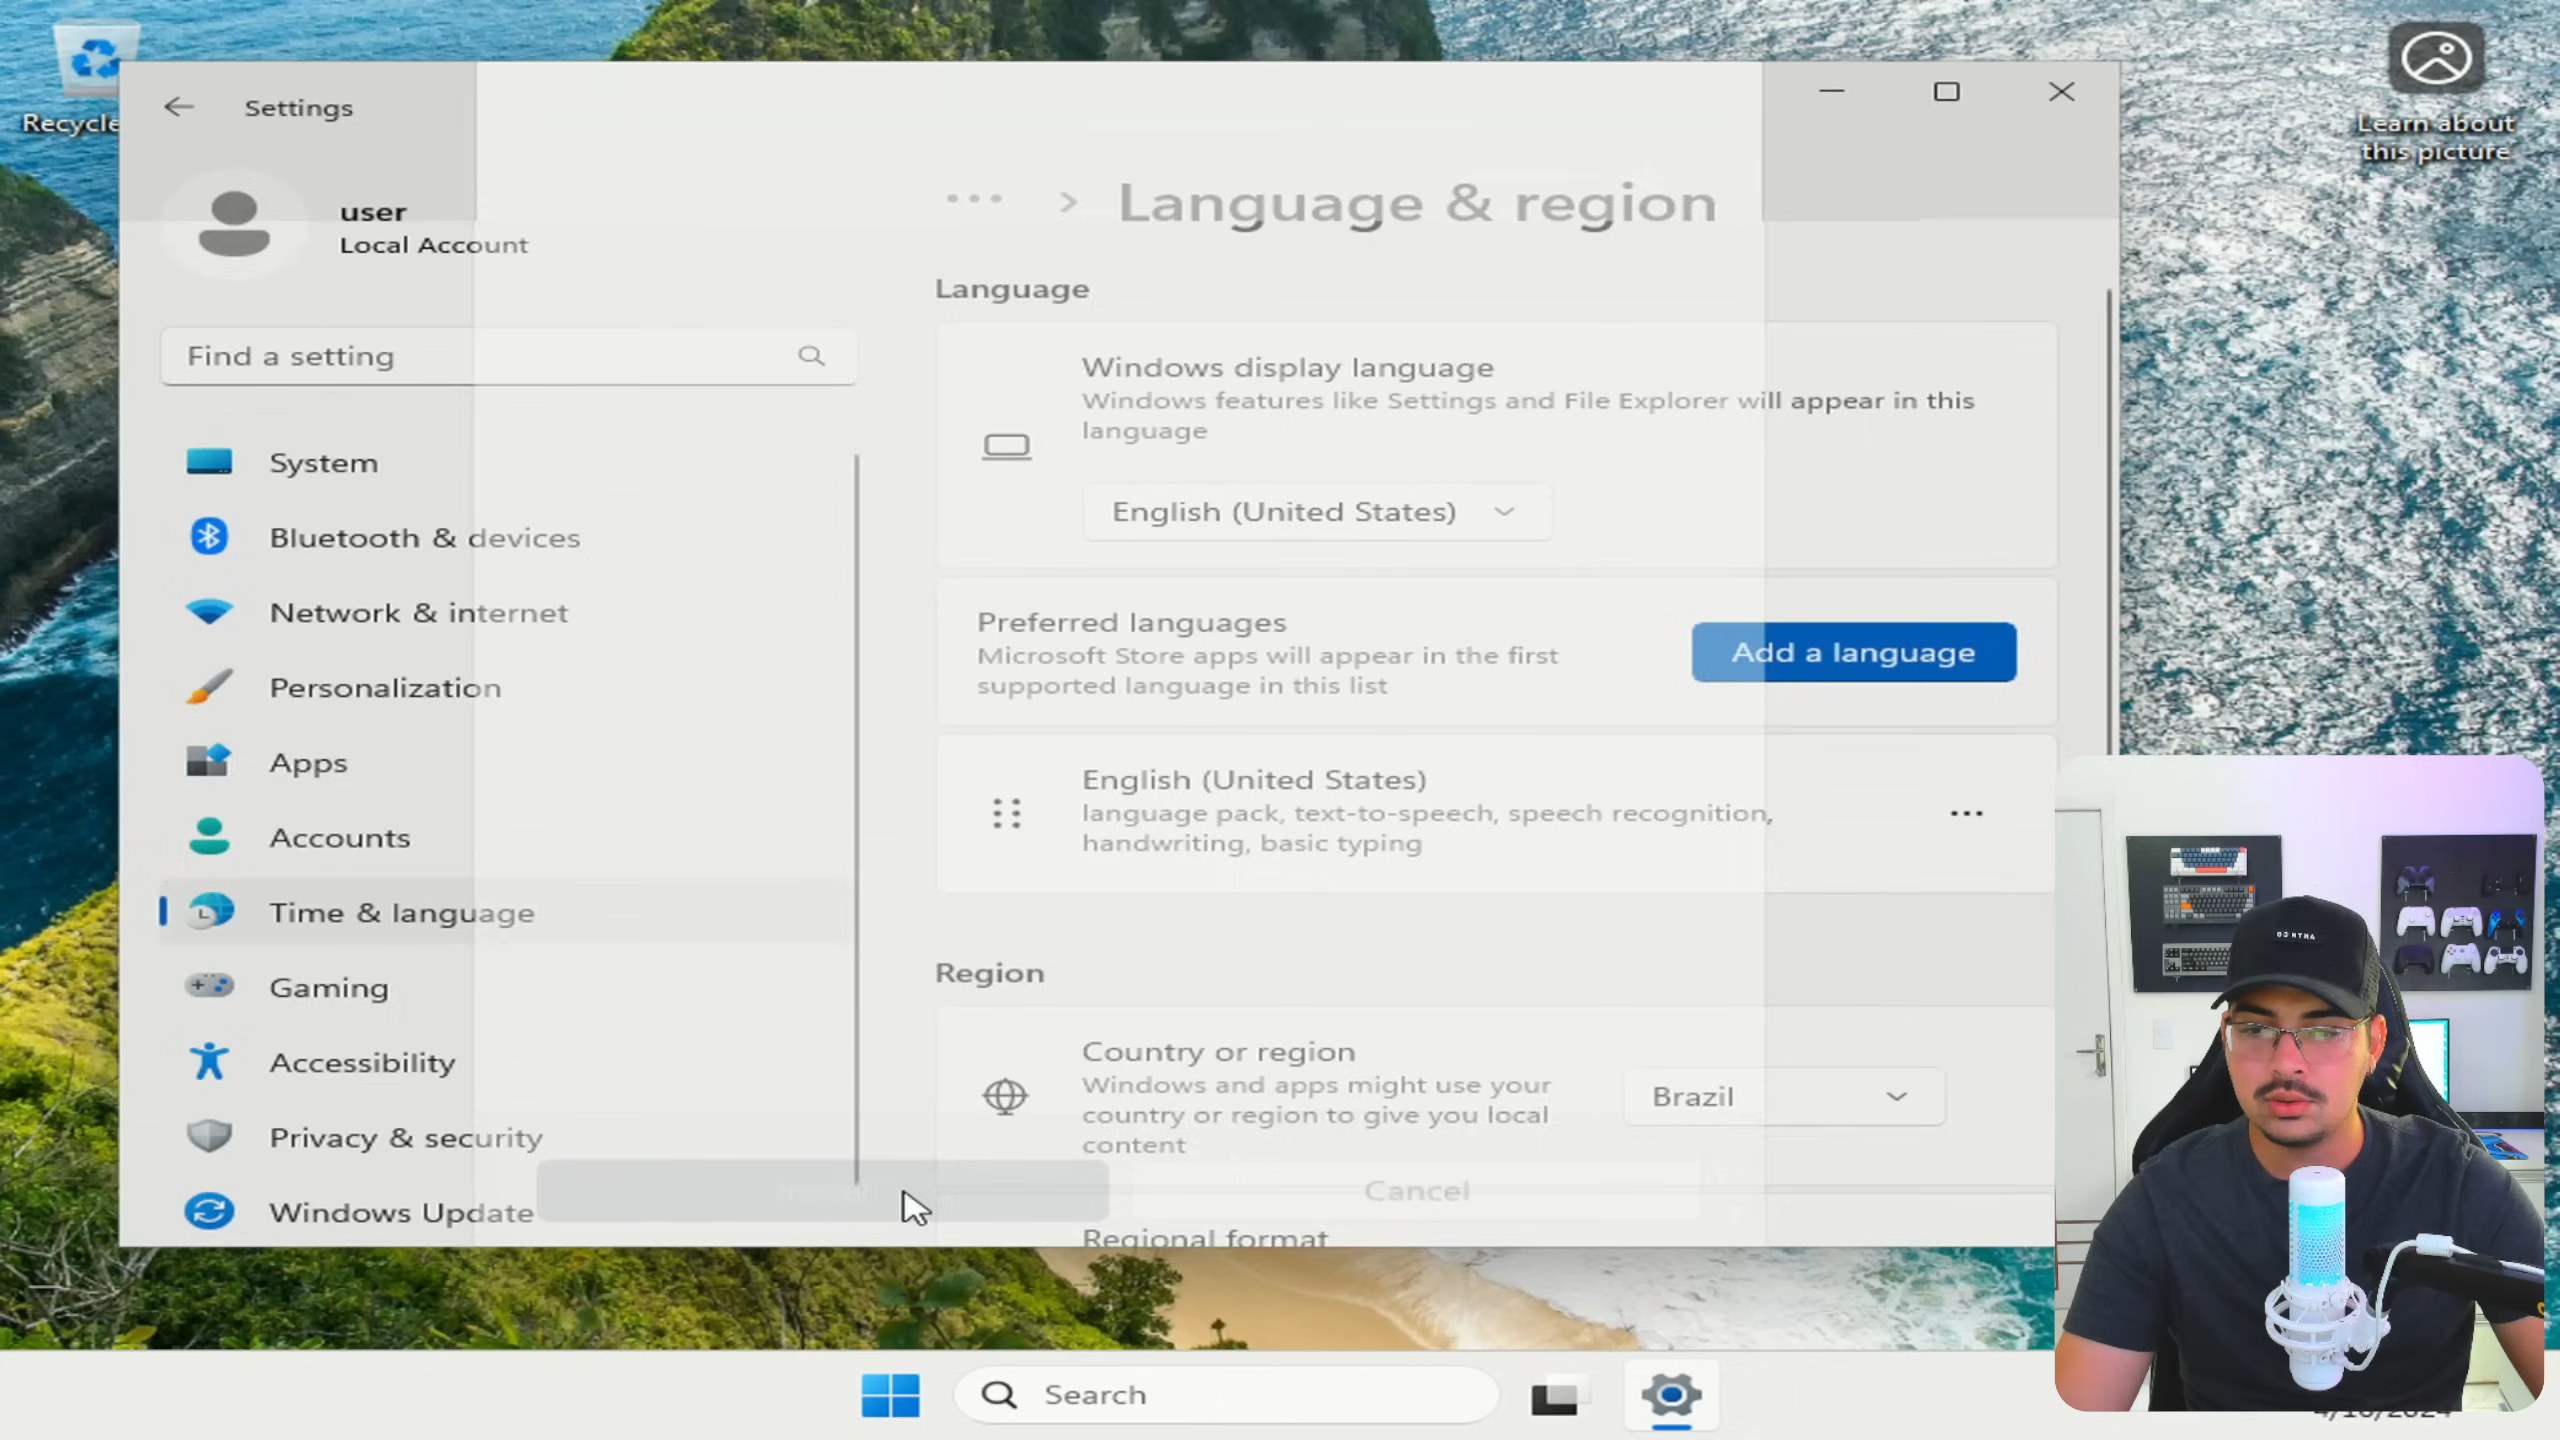 Recycle
Learn about
this picture
Settings
user
Local Account
Find a setting
System
Bluetooth & devices
Network & internet
Personalization
Apps
Accounts
Time & language
Gaming
Accessibility
Privacy & security
Windows Update
Language & region
Language
Windows display language
Windows features like Settings and File Explorer will appear in this
language
English (United States)
Preferred languages
Microsoft Store apps will appear in the first
supported language in this list
Add a language
English (United States)
language pack, text-to-speech, speech recognition,
handwriting, basic typing
Region
Country or region
Windows and apps might use your
country or region to give you local
content
Brazil
Cancel
Regional format
Search